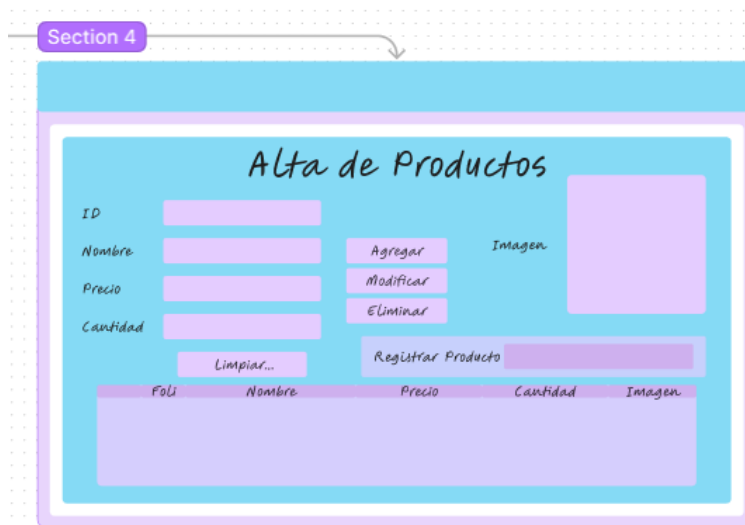 Section 4
Alta de Productos
ID
Nombre
Precio
Cantidad
Limpiar...
Agregar
Modificar
Eliminar
Imagen
Registrar Producto
Foli Nombre Precio Cantidad Imagen